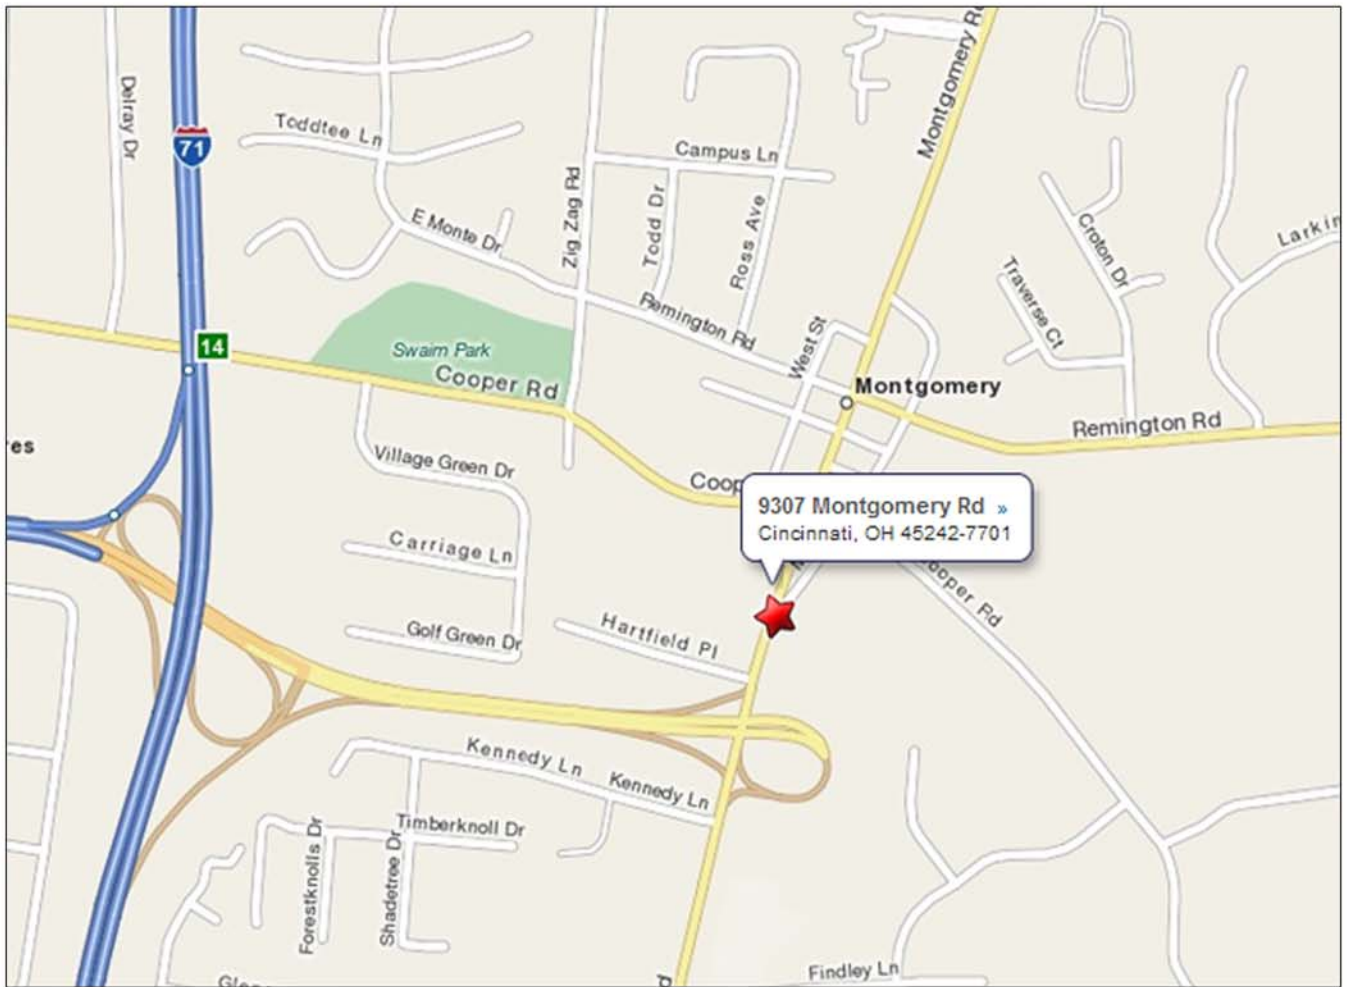 Montgomery Rd
Delray Dr
71
Toddtee Ln
Campus Ln
Zig Zag Rd
Todd Dr
Ross Ave
E Monte Dr
Croton Dr
Larkin
Traverse Ct
Remington Rd
West St
14
Swaim Park
Cooper Rd
Montgomery
Remington Rd
es
Village Green Dr
Coop
9307 Montgomery Rd »
Cincinnati, OH 45242-7701
Carriage Ln
ooper Rd
Golf Green Dr
Hartfield Pl
Kennedy Ln
Kennedy Ln
Timberknoll Dr
Forestknolls Dr
Shadetree Dr
Findley Ln
Glen
d